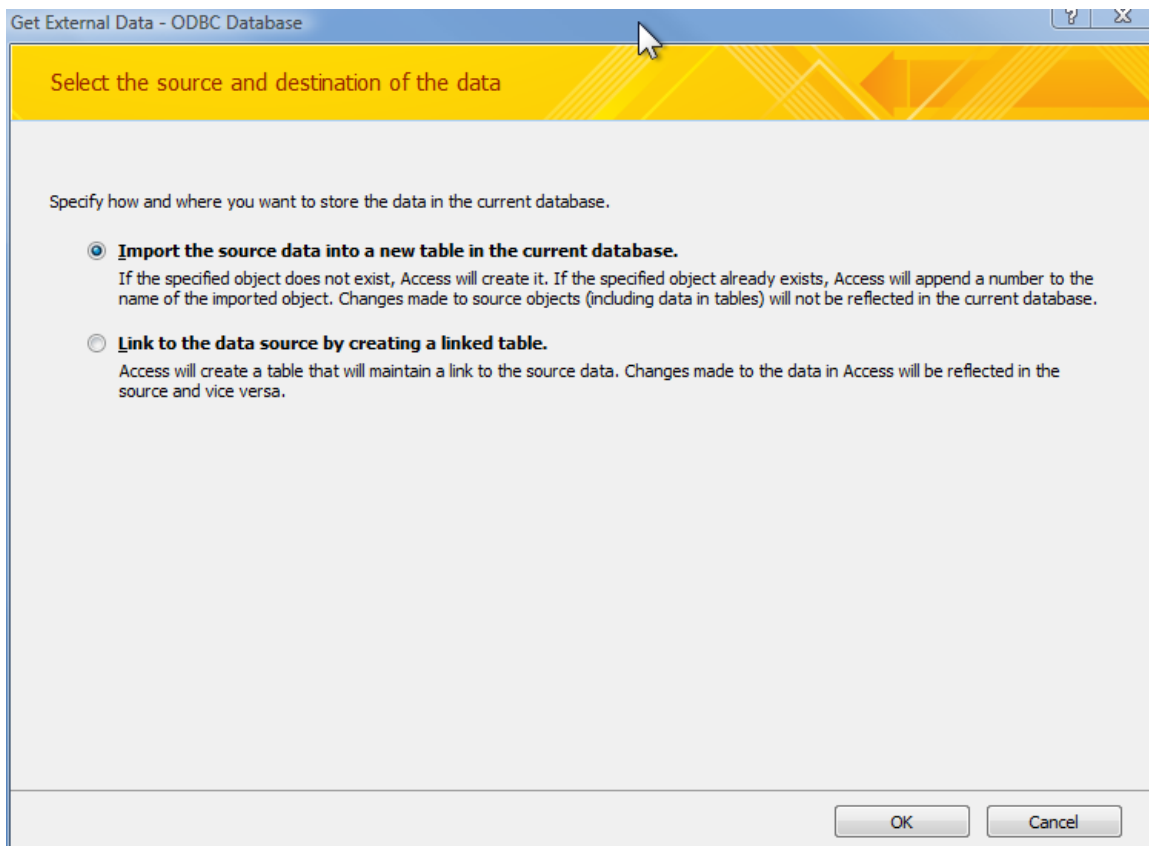 Get External Data - ODBC Database
Select the source and destination of the data
Specify how and where you want to store the data in the current database.
Import the source data into a new table in the current database.
If the specified object does not exist, Access will create it. If the specified object already exists, Access will append a number to the
name of the imported object. Changes made to source objects (including data in tables) will not be reflected in the current database.
Link to the data source by creating a linked table.
Access will create a table that will maintain a link to the source data. Changes made to the data in Access will be reflected in the
source and vice versa.
OK Cancel